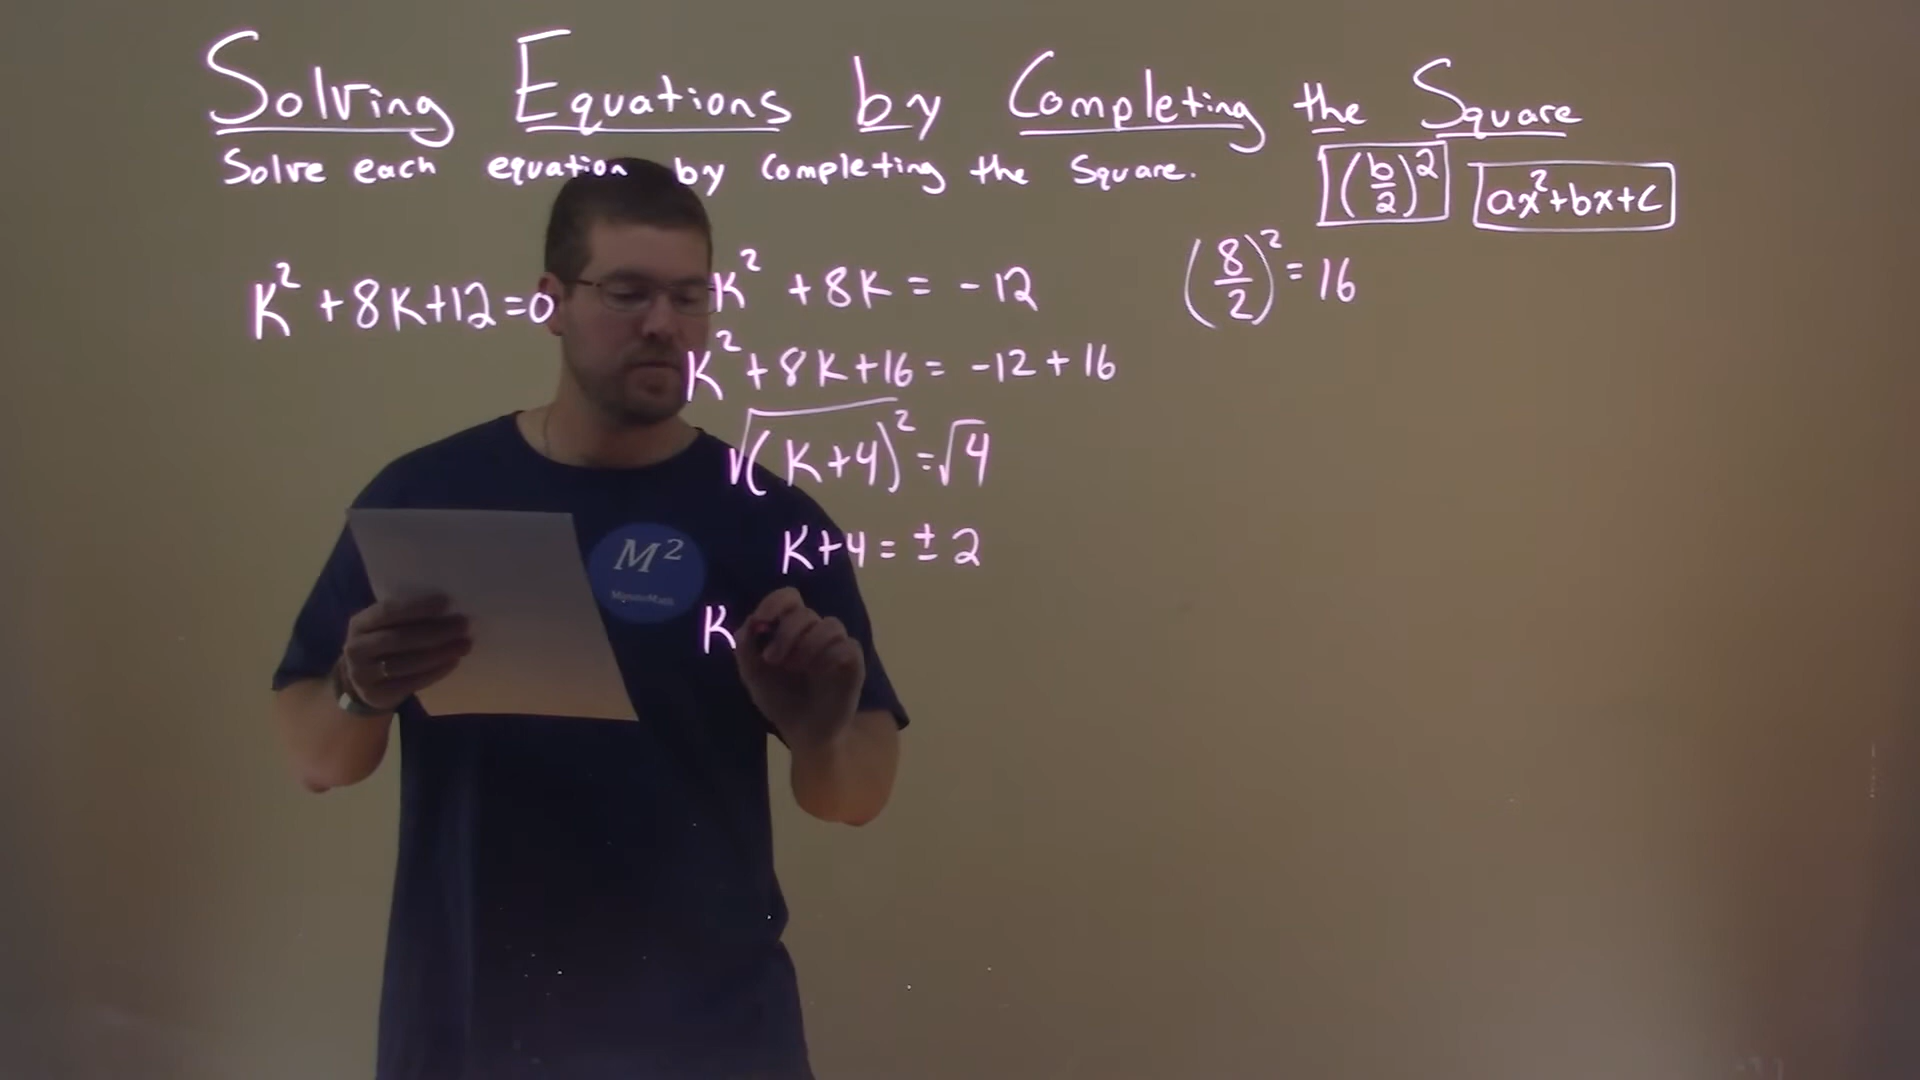 Solving Equations by Completing the Square
Solve each equation by completing the Square.
(b/2)² ax²+bx+c
K²+8K+12=0
K²+8K=-12
(8/2)²=16
K²+8K+16=-12+16
√(K+4)²=√4
K+4=±2
K
M²
MinuteMath